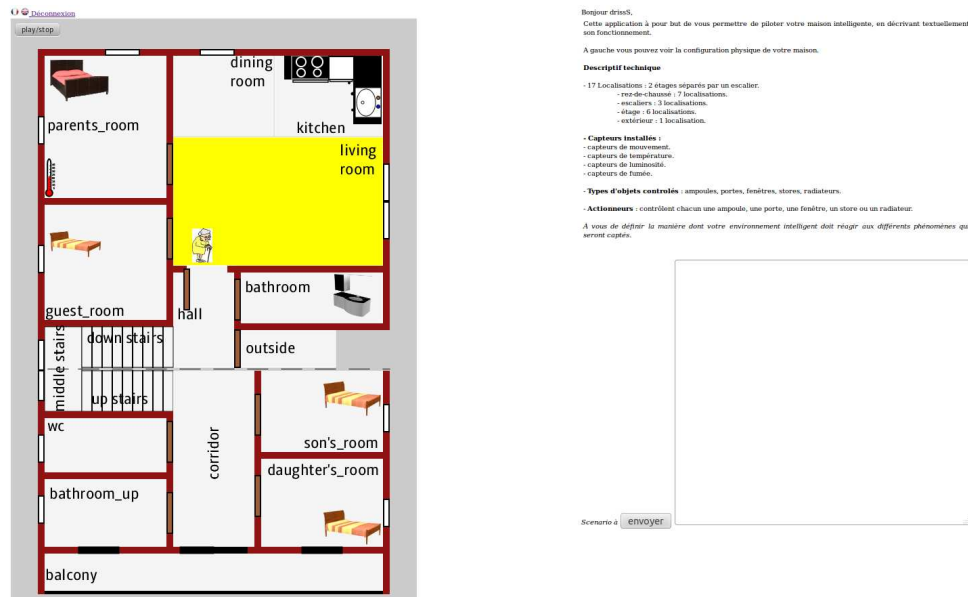 Déconnexion
play/stop
dining
room
parents_room
kitchen
living
room
guest_room
hall
bathroom
down stairs
outside
middle stairs
up stairs
wc
corridor
son's_room
daughter's_room
bathroom_up
balcony
Bonjour drissS,
Cette application à pour but de vous permettre de piloter votre maison intelligente, en décrivant textuellement
son fonctionnement.
A gauche vous pouvez voir la configuration physique de votre maison.
Descriptif technique
- 17 Localisations : 2 étages séparés par un escalier.
- rez-de-chaussé : 7 localisations.
- escaliers : 3 localisations.
- étage : 6 localisations.
- extérieur : 1 localisation.
- Capteurs installés :
- capteurs de mouvement.
- capteurs de température.
- capteurs de luminosité.
- capteurs de fumée.
- Types d'objets controlés : ampoules, portes, fenêtres, stores, radiateurs.
- Actionneurs : contrôlent chacun une ampoule, une porte, une fenêtre, un store ou un radiateur.
A vous de définir la manière dont votre environnement intelligent doit réagir aux différents phénomènes qu
seront captés.
Scenario à envoyer